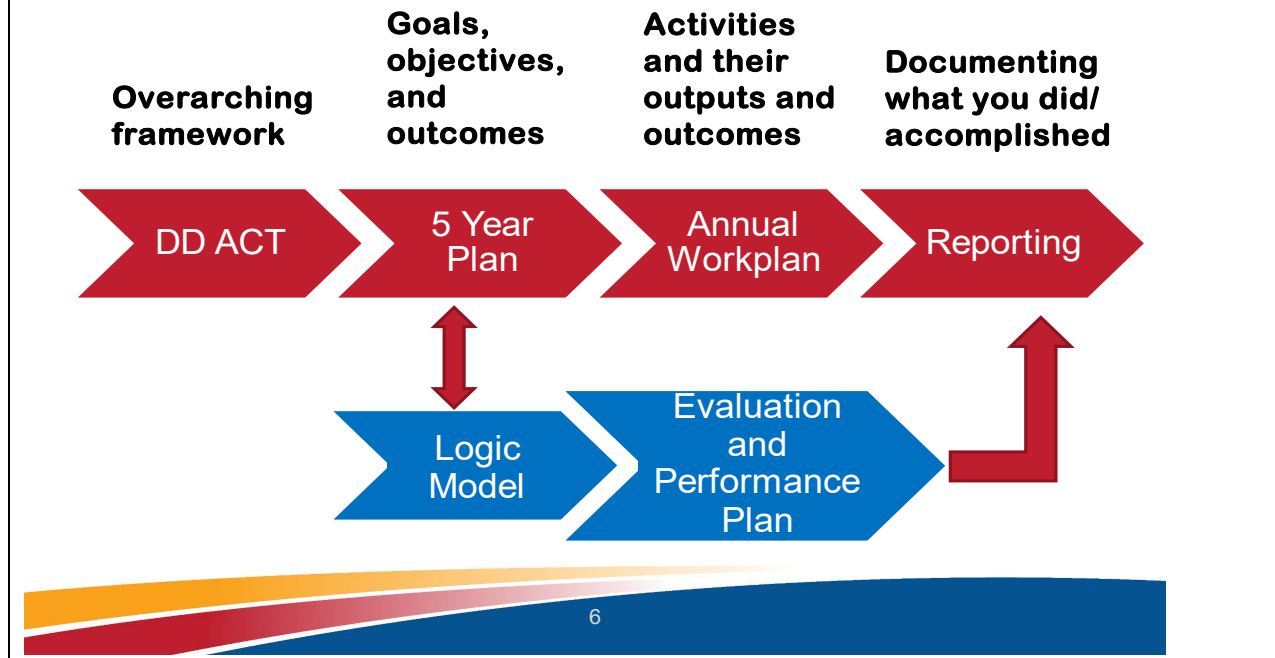 Overarching
framework
Goals,
objectives,
and
outcomes
Activities
and their
outputs and
outcomes
Documenting
what you did/
accomplished
DD ACT
5 Year
Plan
Annual
Workplan
Reporting
Logic
Model
Evaluation
and
Performance
Plan
6